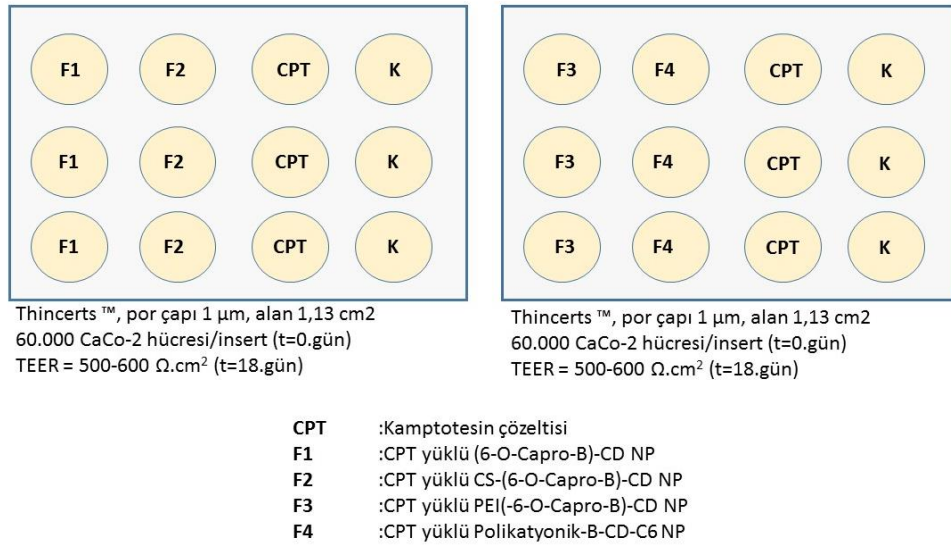 F1 F2 CPT K F3 F4 CPT K
F1 F2 CPT K F3 F4 CPT K
F1 F2 CPT K F3 F4 CPT K
Thincerts ™, por çapı 1 µm, alan 1,13 cm2
60.000 CaCo-2 hücresi/insert (t=0.gün)
TEER = 500-600 Ω.cm² (t=18.gün)
Thincerts ™, por çapı 1 µm, alan 1,13 cm2
60.000 CaCo-2 hücresi/insert (t=0.gün)
TEER = 500-600 Ω.cm² (t=18.gün)
CPT :Kamptotesin çözeltisi
F1 :CPT yüklü (6-O-Capro-B)-CD NP
F2 :CPT yüklü CS-(6-O-Capro-B)-CD NP
F3 :CPT yüklü PEI(-6-O-Capro-B)-CD NP
F4 :CPT yüklü Polikatyonik-B-CD-C6 NP